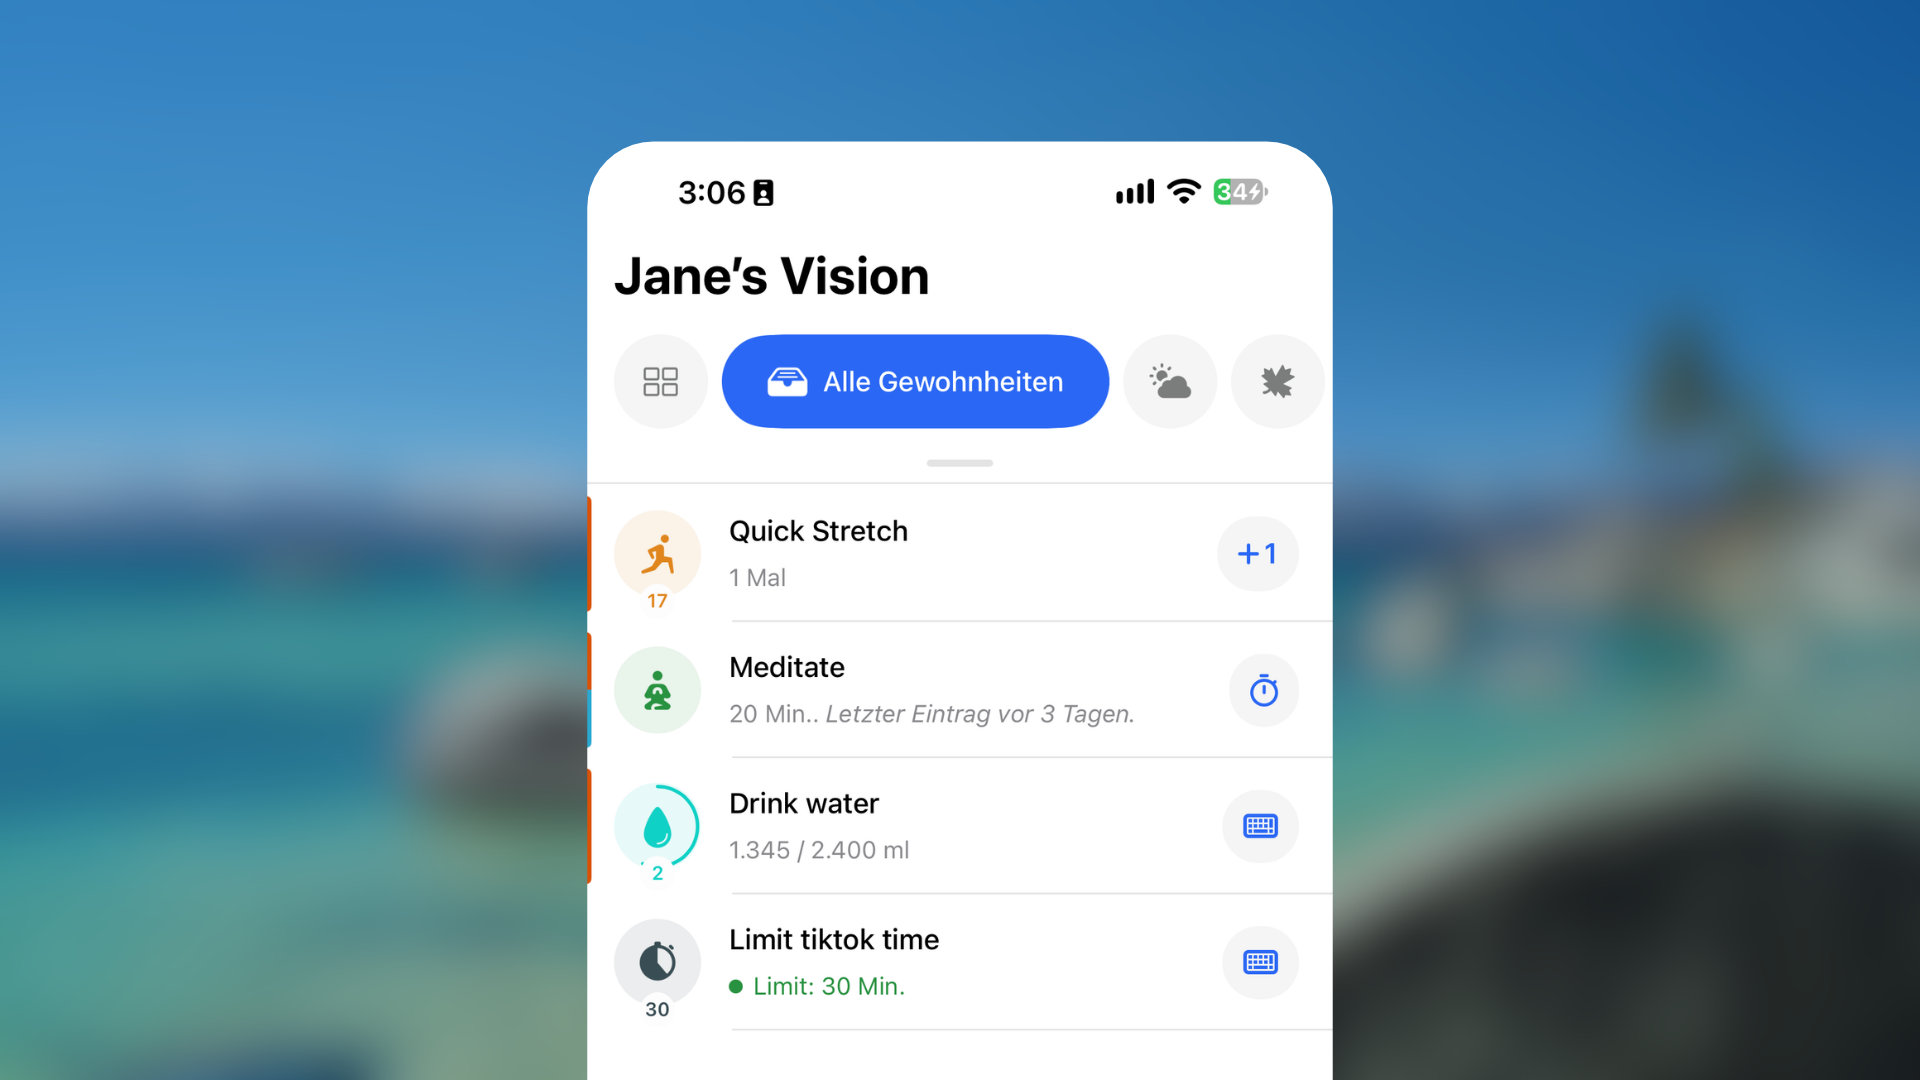 3:06
34
Jane's Vision
Alle Gewohnheiten
Quick Stretch
1 Mal
+1
17
Meditate
20 Min.. Letzter Eintrag vor 3 Tagen.
Drink water
1.345 / 2.400 ml
2
Limit tiktok time
Limit: 30 Min.
30